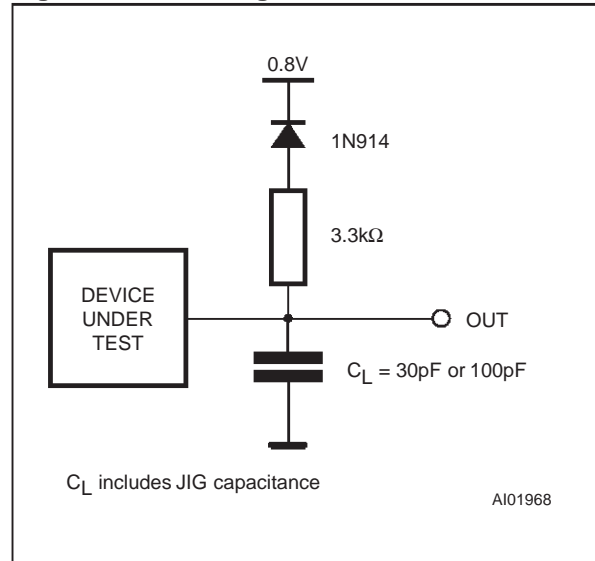 0.8V
1N914
3.3kΩ
DEVICE
UNDER
TEST
OUT
CL = 30pF or 100pF
CL includes JIG capacitance
AI01968